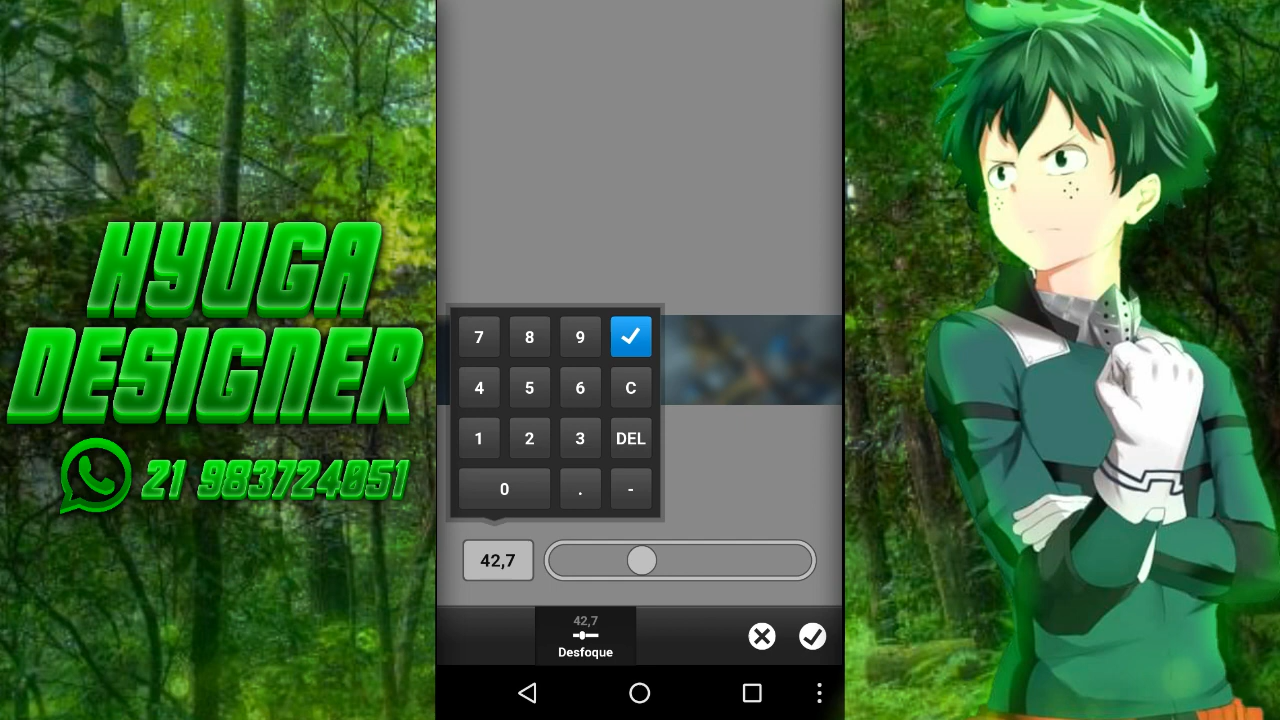 HYUGA
DESIGNER
21 983724051
7 8 9
4 5 6 C
1 2 3 DEL
0 . -
42,7
42,7
Desfoque